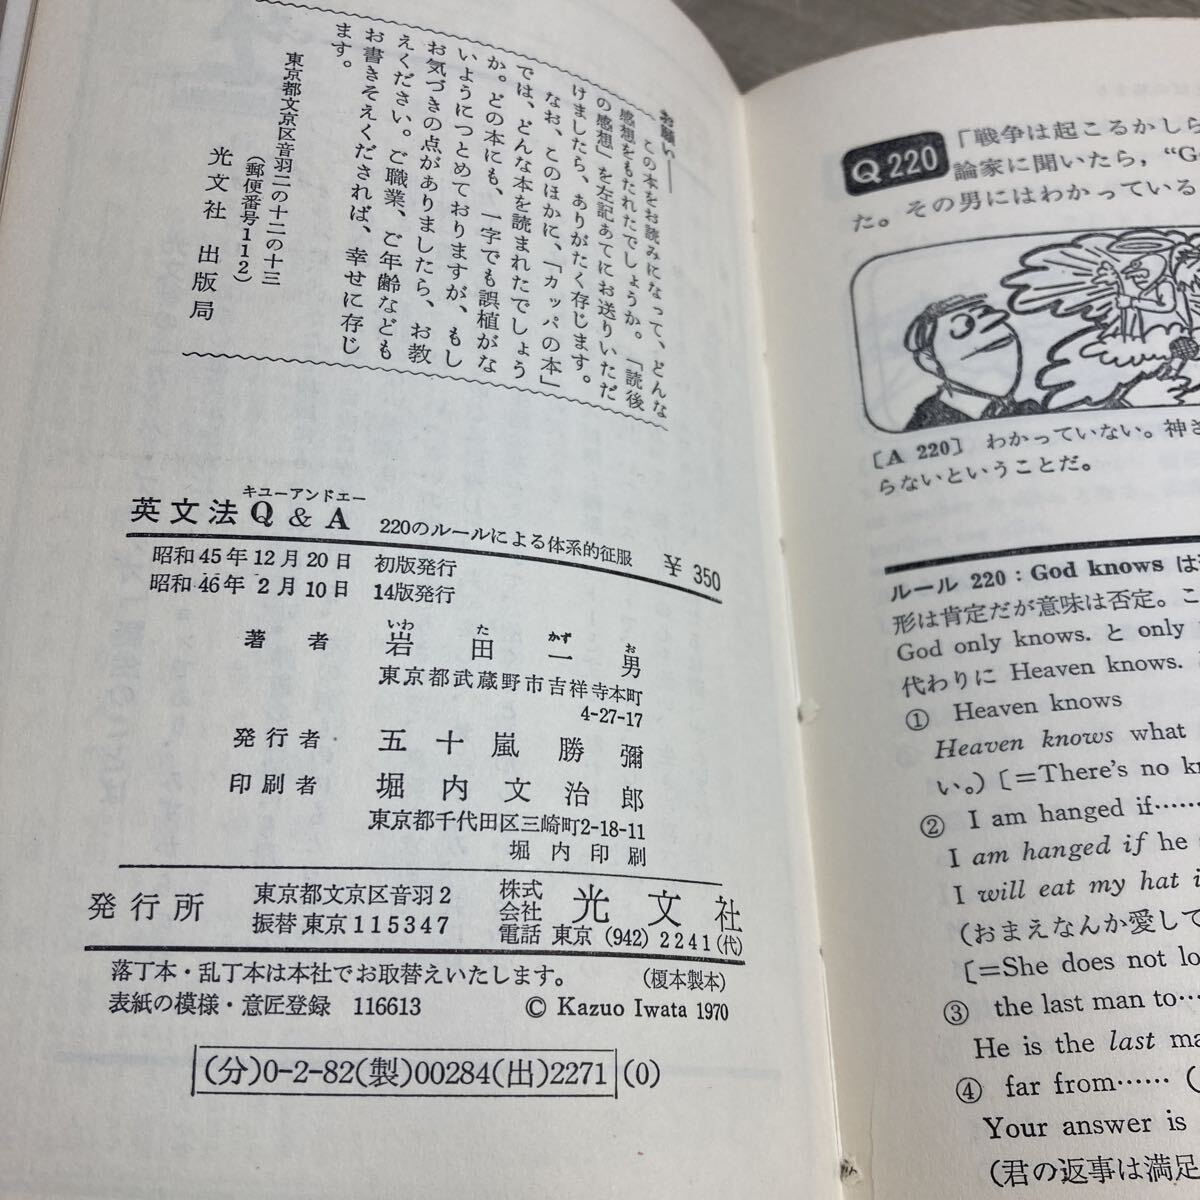 お願い――
この本をお読みになって、どんな
感想をもたれたでしょうか。「読後
の感想」を左記あてにお送りいただ
けましたら、ありがたく存じます。
なお、このほかに、「カッパの本」
では、どんな本を読まれたでしょう
か。どの本にも、一字でも誤植がな
いようにつとめておりますが、もし
お気づきの点がありましたら、お教
えください。ご職業、ご年齢なども
お書きそえくだされば、幸せに存じ
ます。
東京都文京区音羽二の十二の十三
(郵便番号112)
光文社 出版局
キユーアンドエー
英文法 Q & A 220のルールによる体系的征服 ¥ 350
昭和45年12月20日 初版発行
昭和46年 2月10日 14版発行
いわ た かず お
著者 岩田一男
東京都武蔵野市吉祥寺本町
4-27-17
発行者 五十嵐勝彌
印刷者 堀内文治郎
東京都千代田区三崎町2-18-11
堀内印刷
発行所 東京都文京区音羽2 株式会社 光文社
振替 東京 115347 電話 東京 (942) 2241(代)
落丁本・乱丁本は本社でお取替えいたします。 (榎本製本)
表紙の模様・意匠登録 116613 © Kazuo Iwata 1970
(分)0-2-82(製)00284(出)2271(0)
Q 220 「戦争は起こるかしら
論家に聞いたら, “G
た。その男にはわかっている
[A 220] わかっていない。神さ
らないということだ。
ルール 220 : God knows は
形は肯定だが意味は否定。こ
God only knows. と only
代わりに Heaven knows.
① Heaven knows
Heaven knows what
い。) [=There's no kn
② I am hanged if……
I am hanged if he
I will eat my hat i
(おまえなんか愛して
[=She does not lo
③ the last man to…
He is the last ma
④ far from…… (
Your answer is
(君の返事は満足